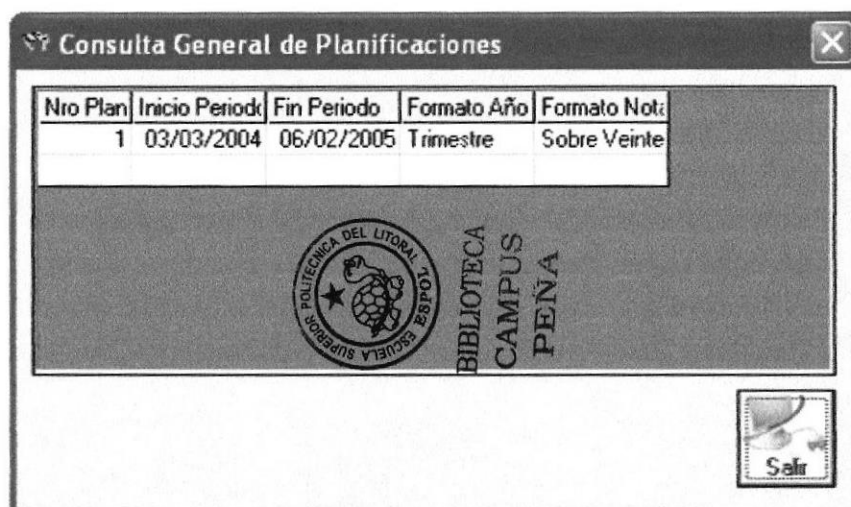 Consulta General de Planificaciones
Nro Plan Inicio Periodo Fin Periodo Formato Año Formato Nota
1 03/03/2004 06/02/2005 Trimestre Sobre Veinte
ESCUELA SUPERIOR POLITECNICA DEL LITORAL
ESPOL
BIBLIOTECA
CAMPUS
PEÑA
Salir